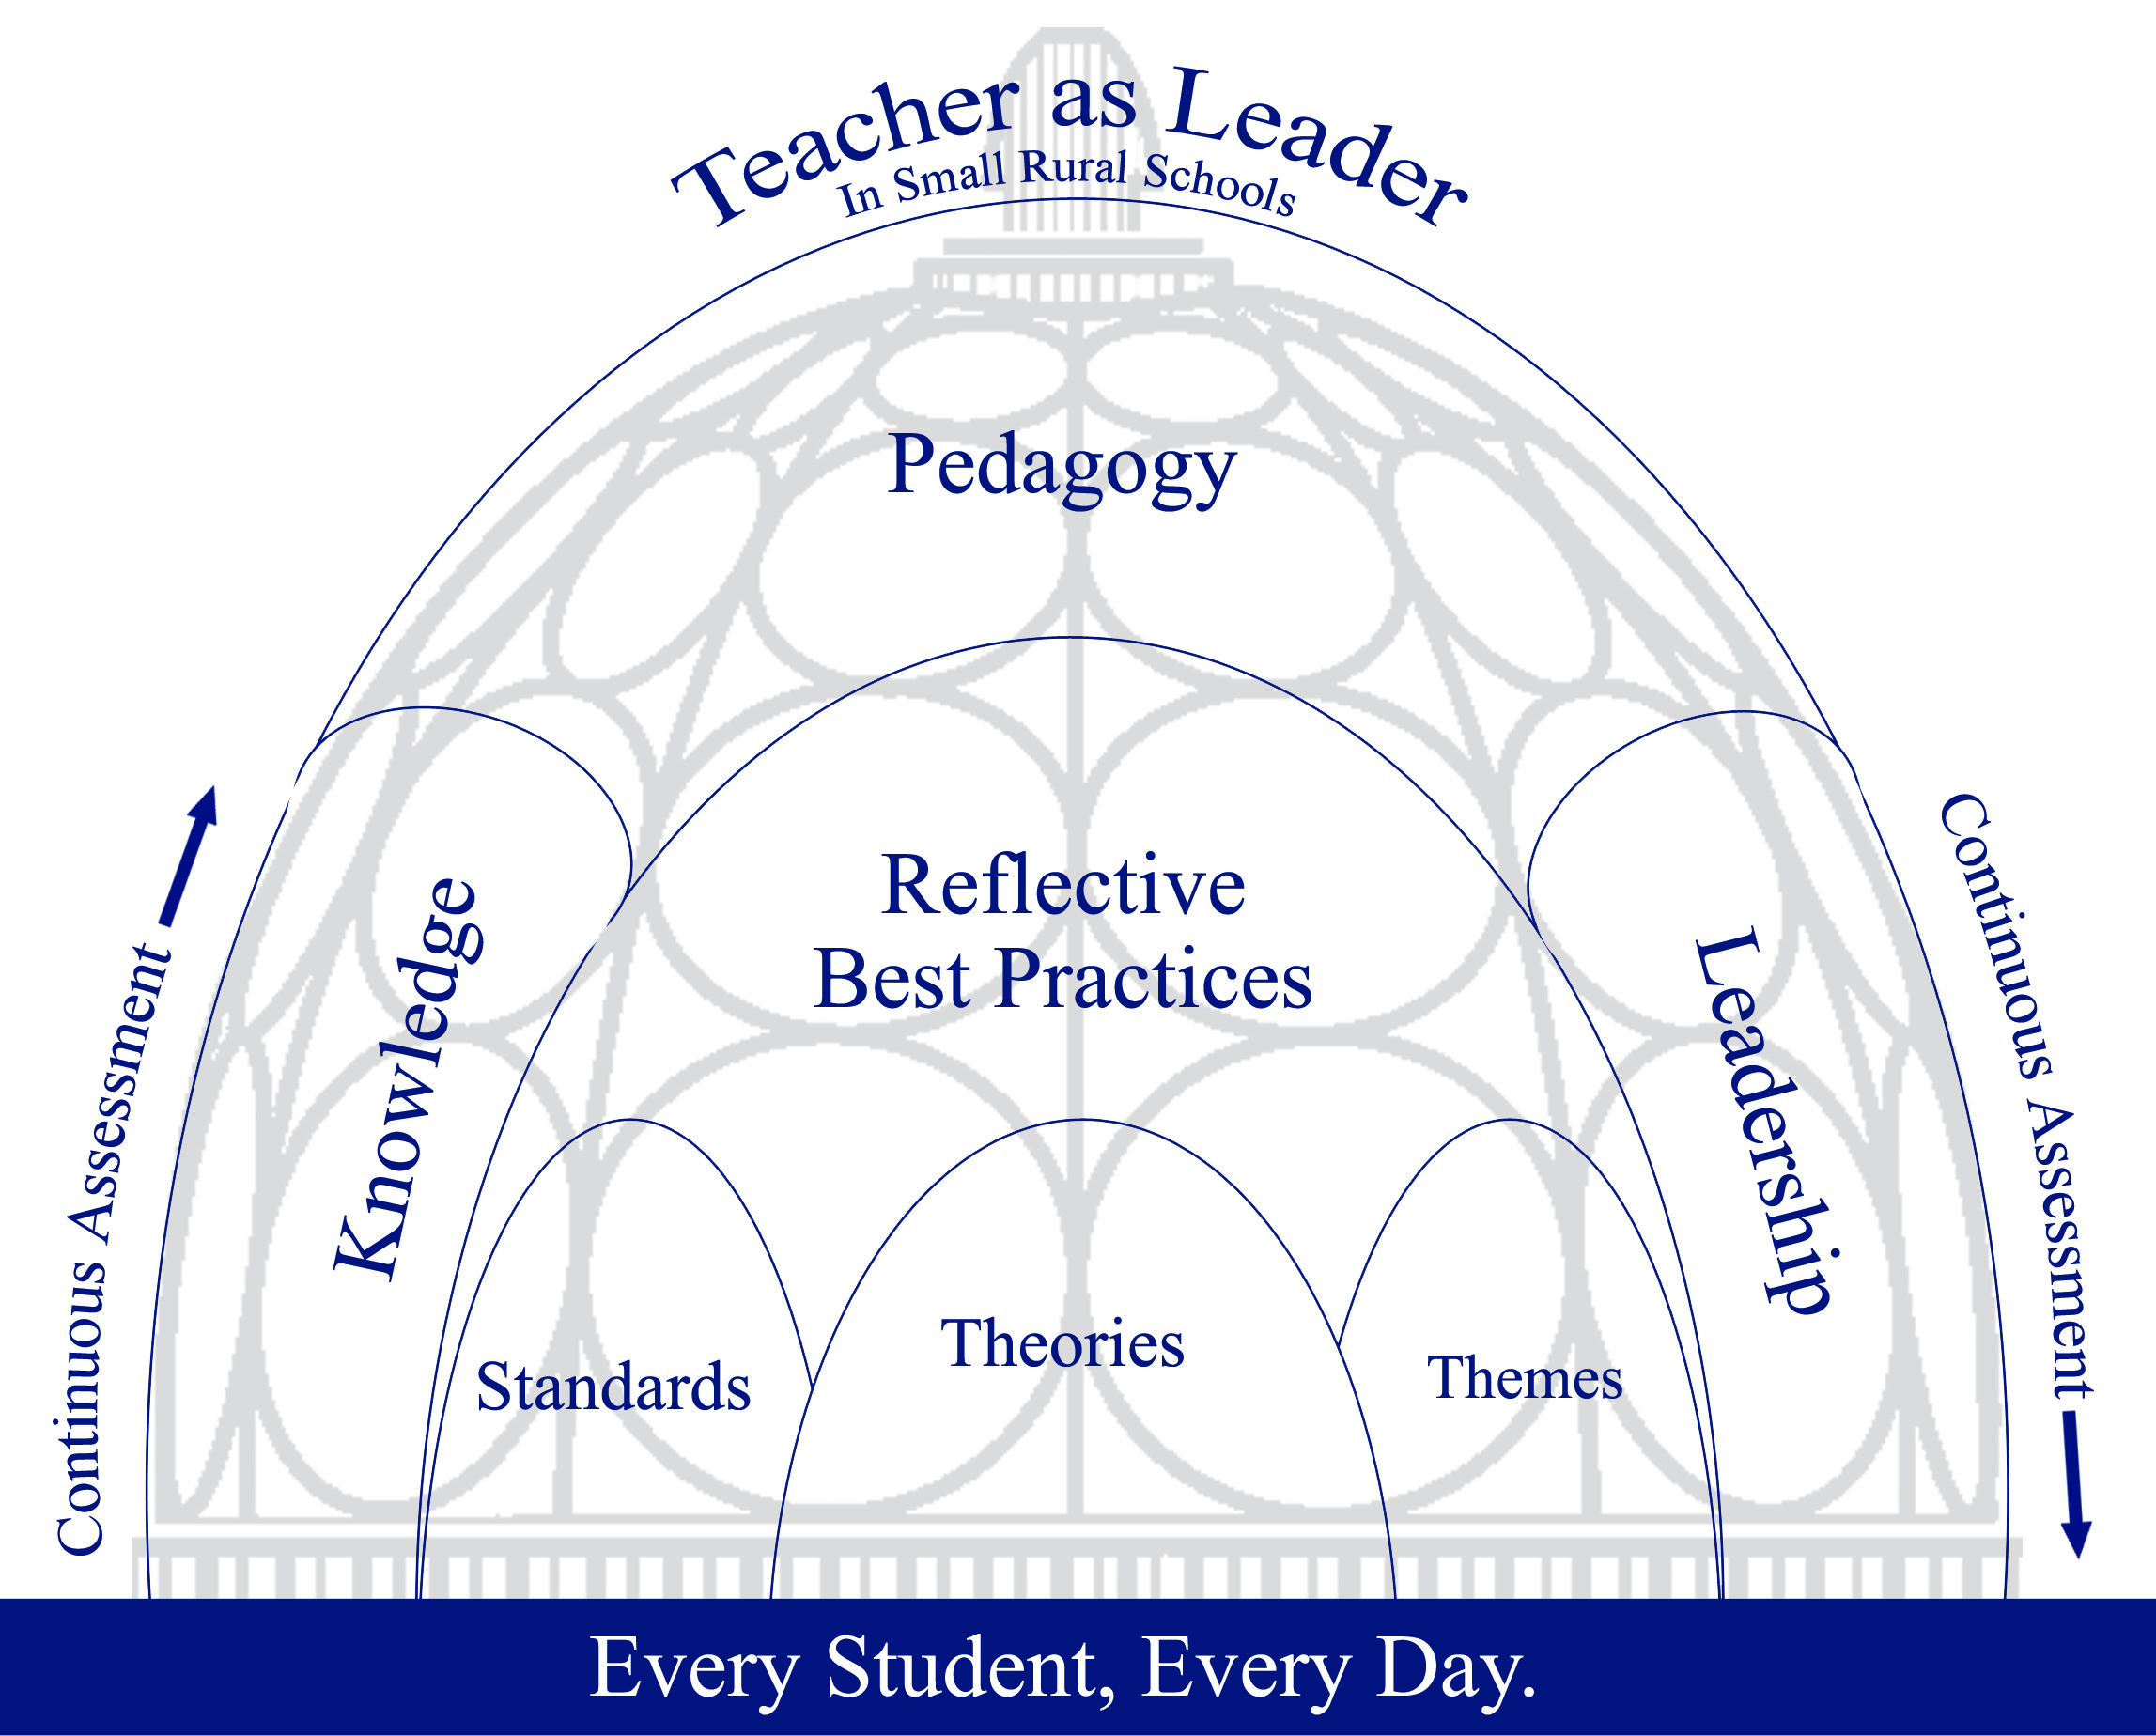 Teacher as Leader
In Small Rural Schools
Pedagogy
Reflective
Best Practices
Knowledge
Leadership
Continuous Assessment
Continuous Assessment
Standards
Theories
Themes
Every Student, Every Day.